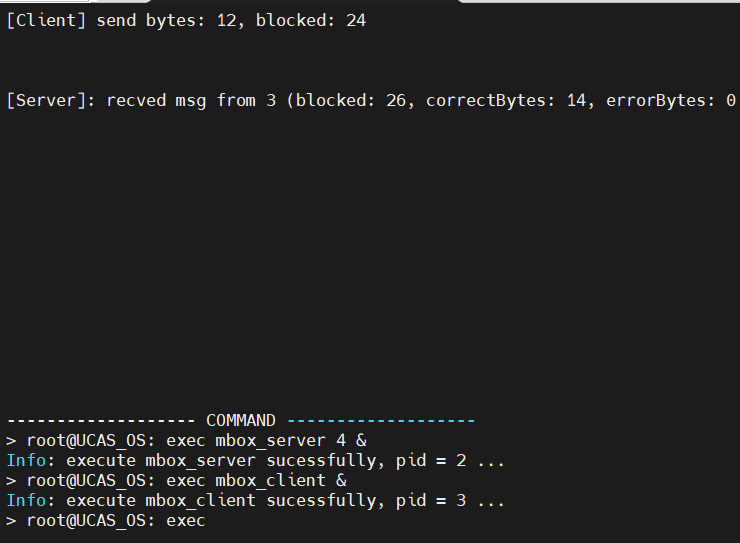 [Client] send bytes: 12, blocked: 24
[Server]: recved msg from 3 (blocked: 26, correctBytes: 14, errorBytes: 0
------------------- COMMAND -------------------
> root@UCAS_OS: exec mbox_server 4 &
Info: execute mbox_server sucessfully, pid = 2 ...
> root@UCAS_OS: exec mbox_client &
Info: execute mbox_client sucessfully, pid = 3 ...
> root@UCAS_OS: exec